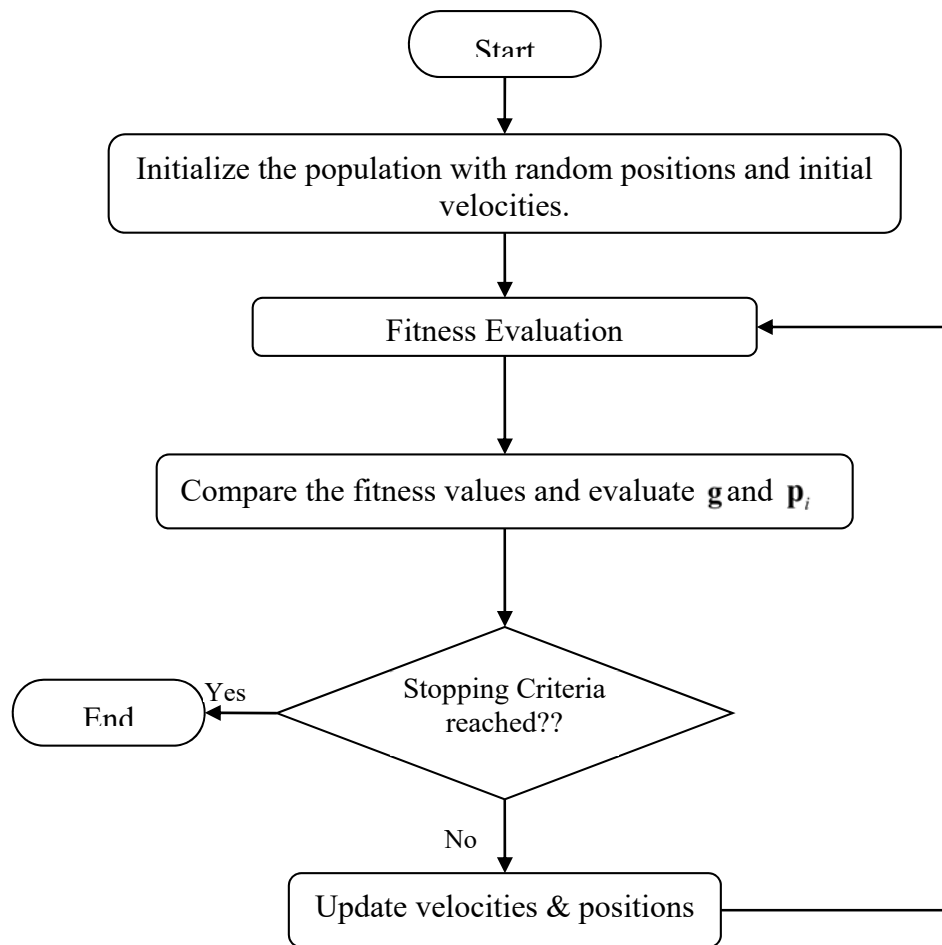 Start
Initialize the population with random positions and initial
velocities.
Fitness Evaluation
Compare the fitness values and evaluate g and pᵢ
Stopping Criteria
reached??
Yes
End
No
Update velocities & positions